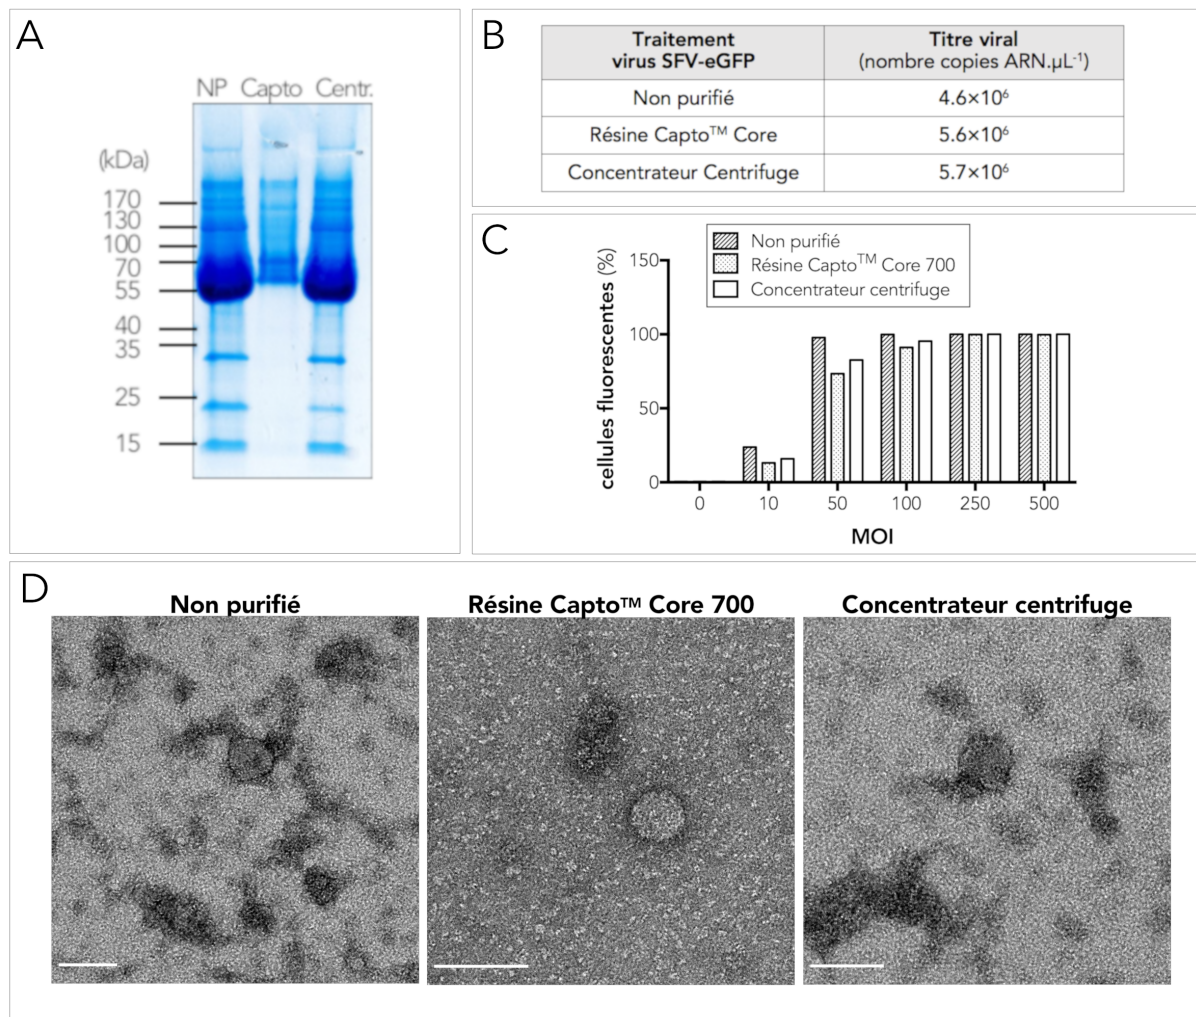 A
NP Capto Centr.
(kDa)
170
130
100
70
55
40
35
25
15
B
Traitement
virus SFV-eGFP
Titre viral
(nombre copies ARN.µL⁻¹)
Non purifié
4.6×10⁶
Résine Capto™ Core
5.6×10⁶
Concentrateur Centrifuge
5.7×10⁶
C
Non purifié
Résine Capto™ Core 700
Concentrateur centrifuge
cellules fluorescentes (%)
150
100
50
0
0 10 50 100 250 500
MOI
D
Non purifié
Résine Capto™ Core 700
Concentrateur centrifuge